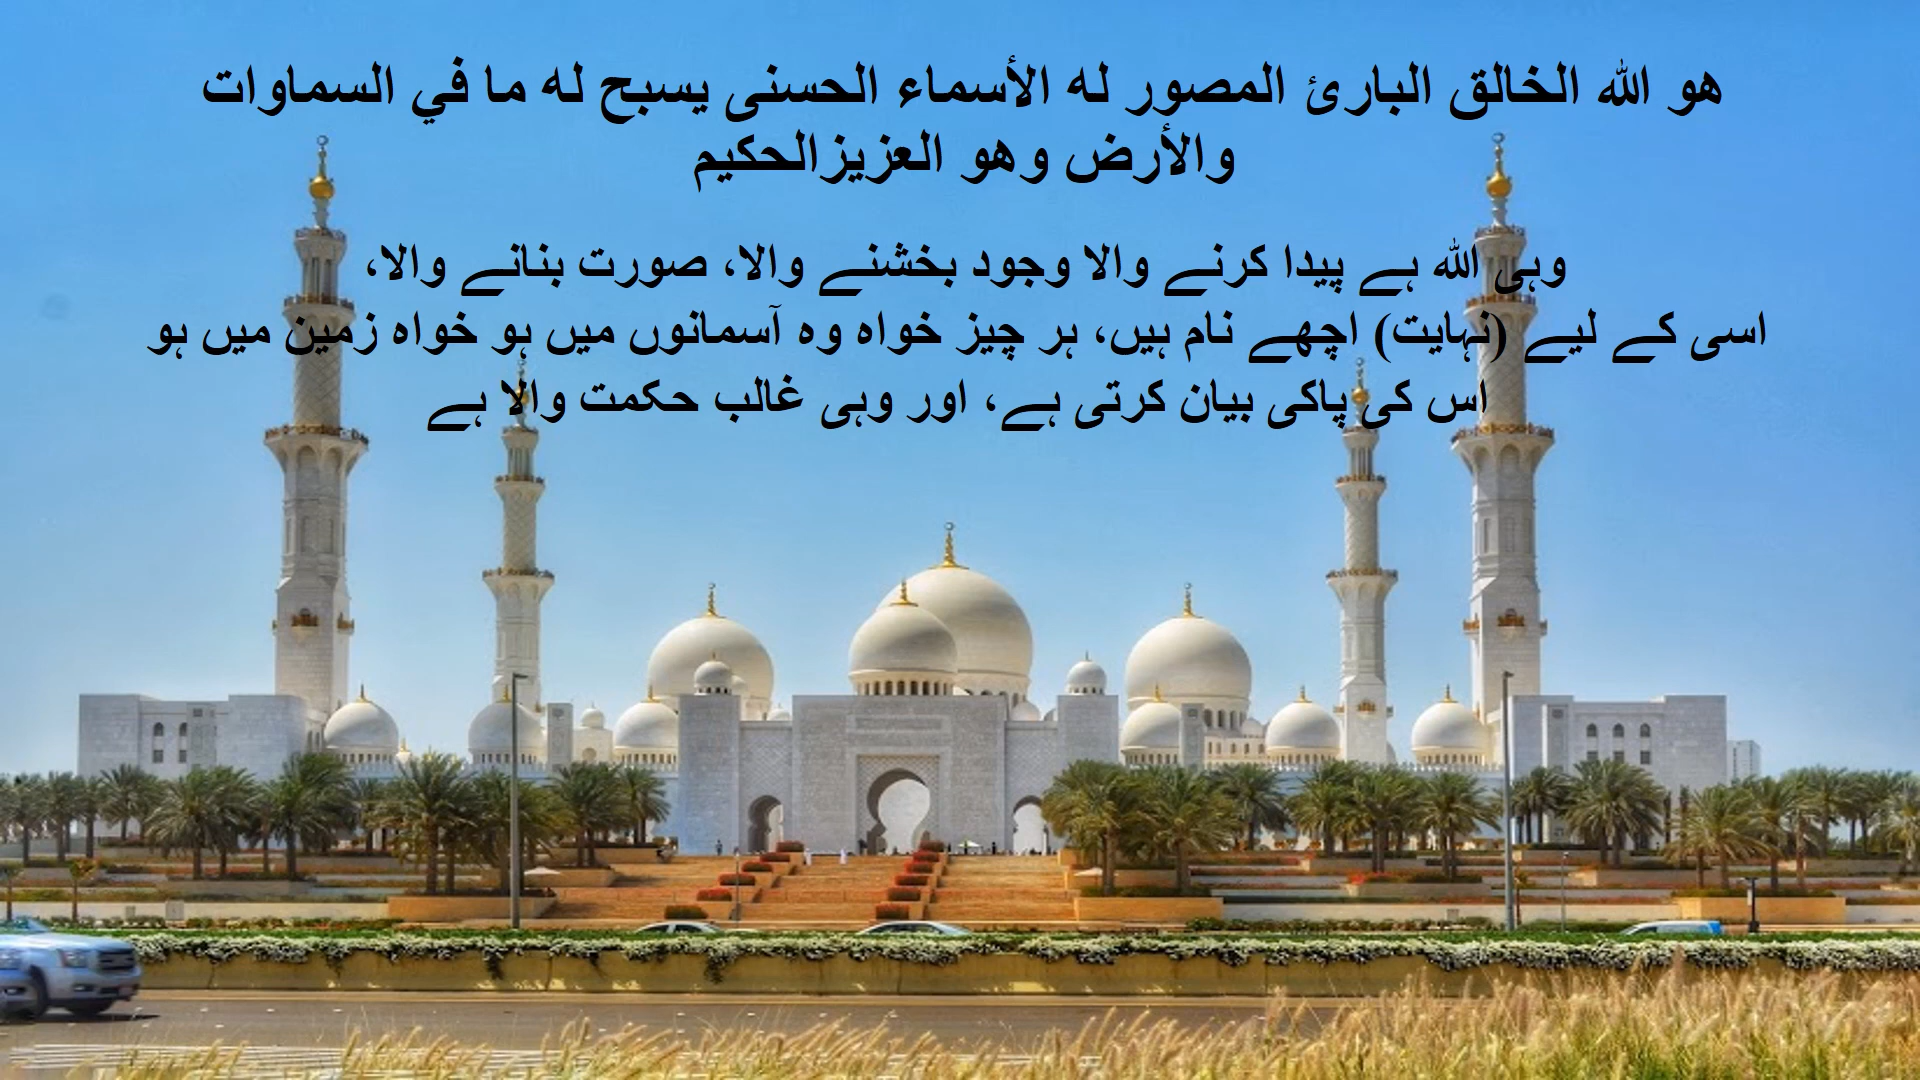 هو الله الخالق البارئ المصور له الأسماء الحسنى يسبح له ما في السماوات
والأرض وهو العزيزالحكيم
وہی الله ہے پیدا کرنے والا وجود بخشنے والا، صورت بنانے والا،
اسی کے لیے (نہایت) اچھے نام ہیں، ہر چیز خواہ وہ آسمانوں میں ہو خواہ زمین میں ہو
اس کی پاکی بیان کرتی ہے، اور وہی غالب حکمت والا ہے